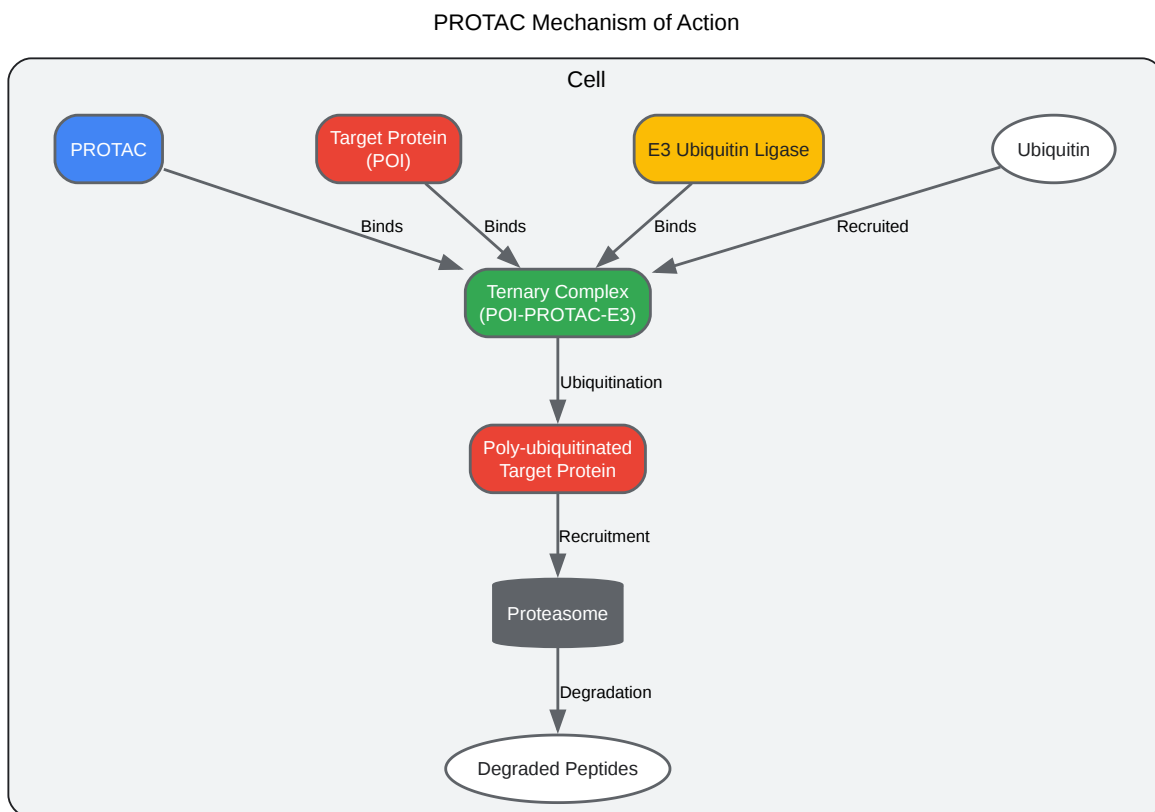 PROTAC Mechanism of Action
Cell
PROTAC
Target Protein
(POI)
E3 Ubiquitin Ligase
Ubiquitin
Binds
Binds
Binds
Recruited
Ternary Complex
(POI-PROTAC-E3)
Ubiquitination
Poly-ubiquitinated
Target Protein
Recruitment
Proteasome
Degradation
Degraded Peptides